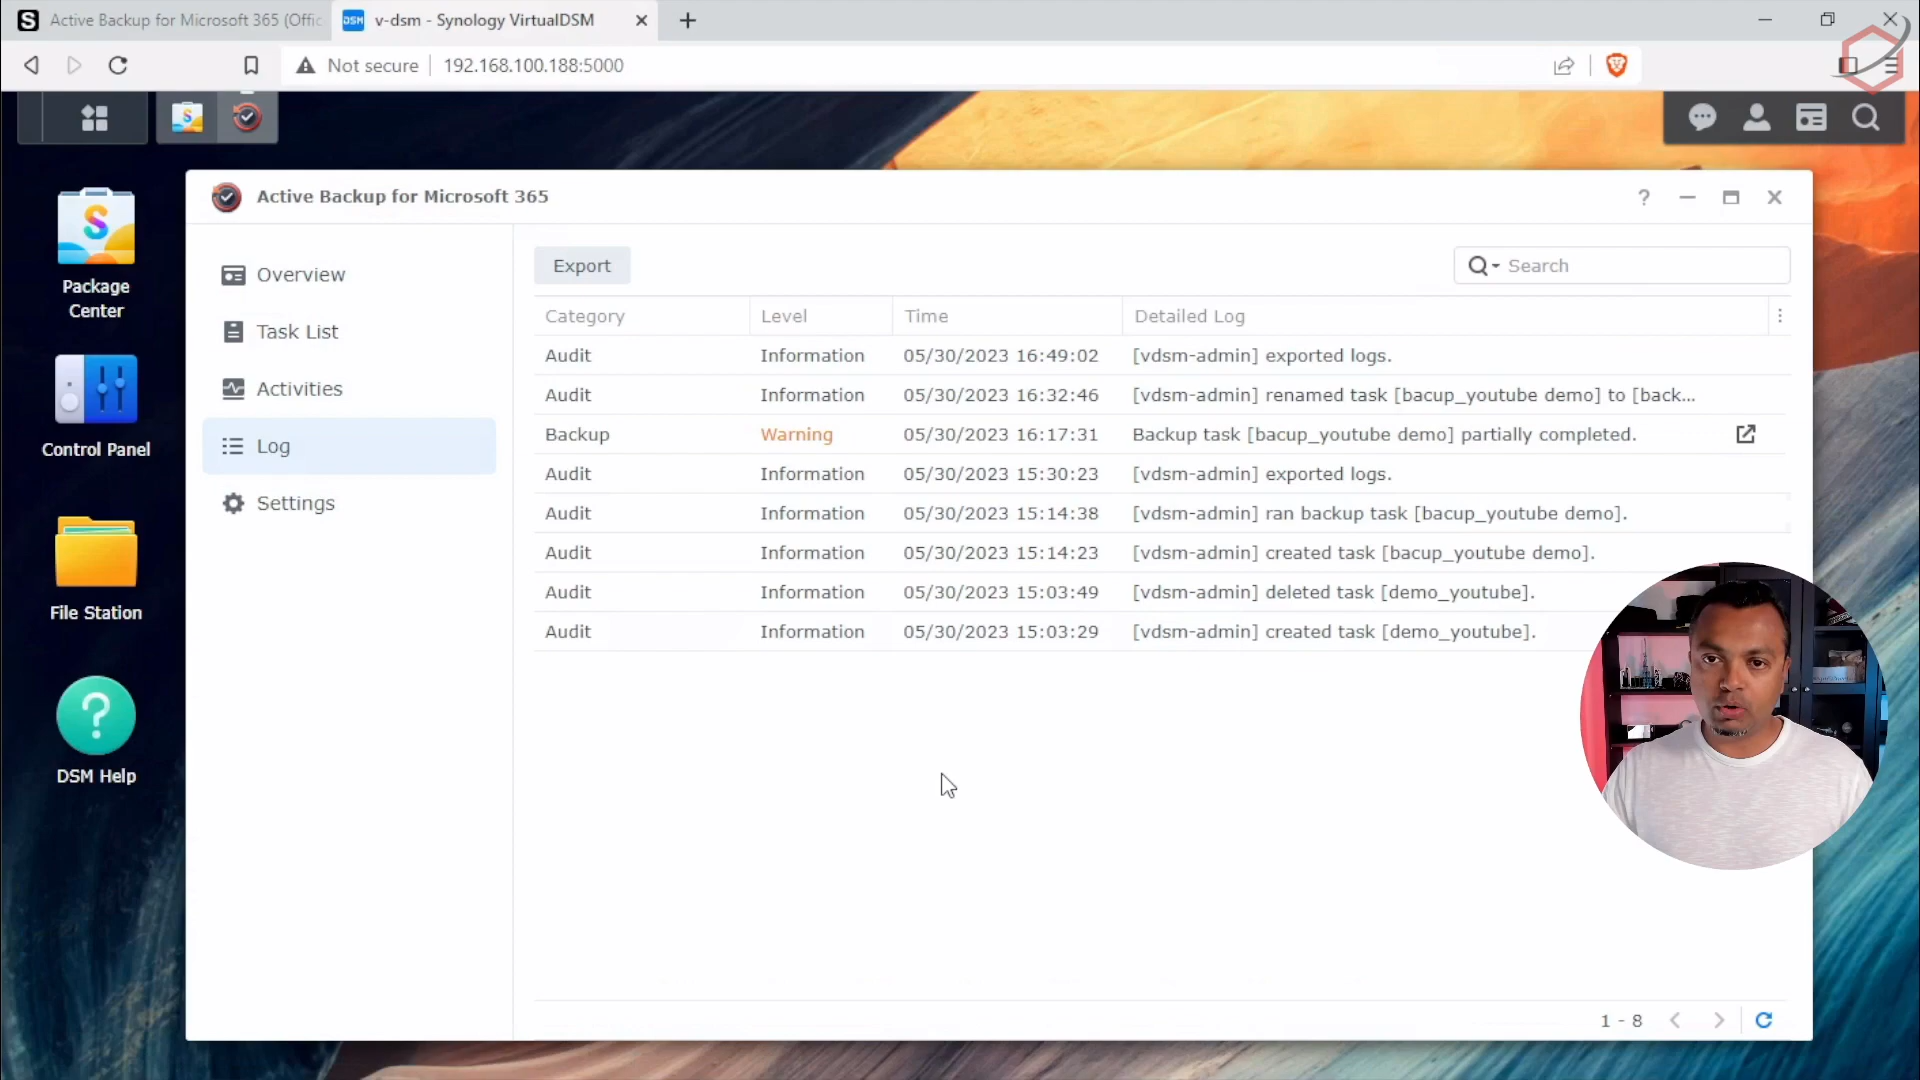 S Active Backup for Microsoft 365 (Offic
DSM v-dsm - Synology VirtualDSM
Not secure 192.168.100.188:5000
Package Center
Control Panel
File Station
DSM Help
Active Backup for Microsoft 365
Overview
Task List
Activities
Log
Settings
Export
Search
Category Level Time Detailed Log
Audit Information 05/30/2023 16:49:02 [vdsm-admin] exported logs.
Audit Information 05/30/2023 16:32:46 [vdsm-admin] renamed task [bacup_youtube demo] to [back...
Backup Warning 05/30/2023 16:17:31 Backup task [bacup_youtube demo] partially completed.
Audit Information 05/30/2023 15:30:23 [vdsm-admin] exported logs.
Audit Information 05/30/2023 15:14:38 [vdsm-admin] ran backup task [bacup_youtube demo].
Audit Information 05/30/2023 15:14:23 [vdsm-admin] created task [bacup_youtube demo].
Audit Information 05/30/2023 15:03:49 [vdsm-admin] deleted task [demo_youtube].
Audit Information 05/30/2023 15:03:29 [vdsm-admin] created task [demo_youtube].
1 - 8